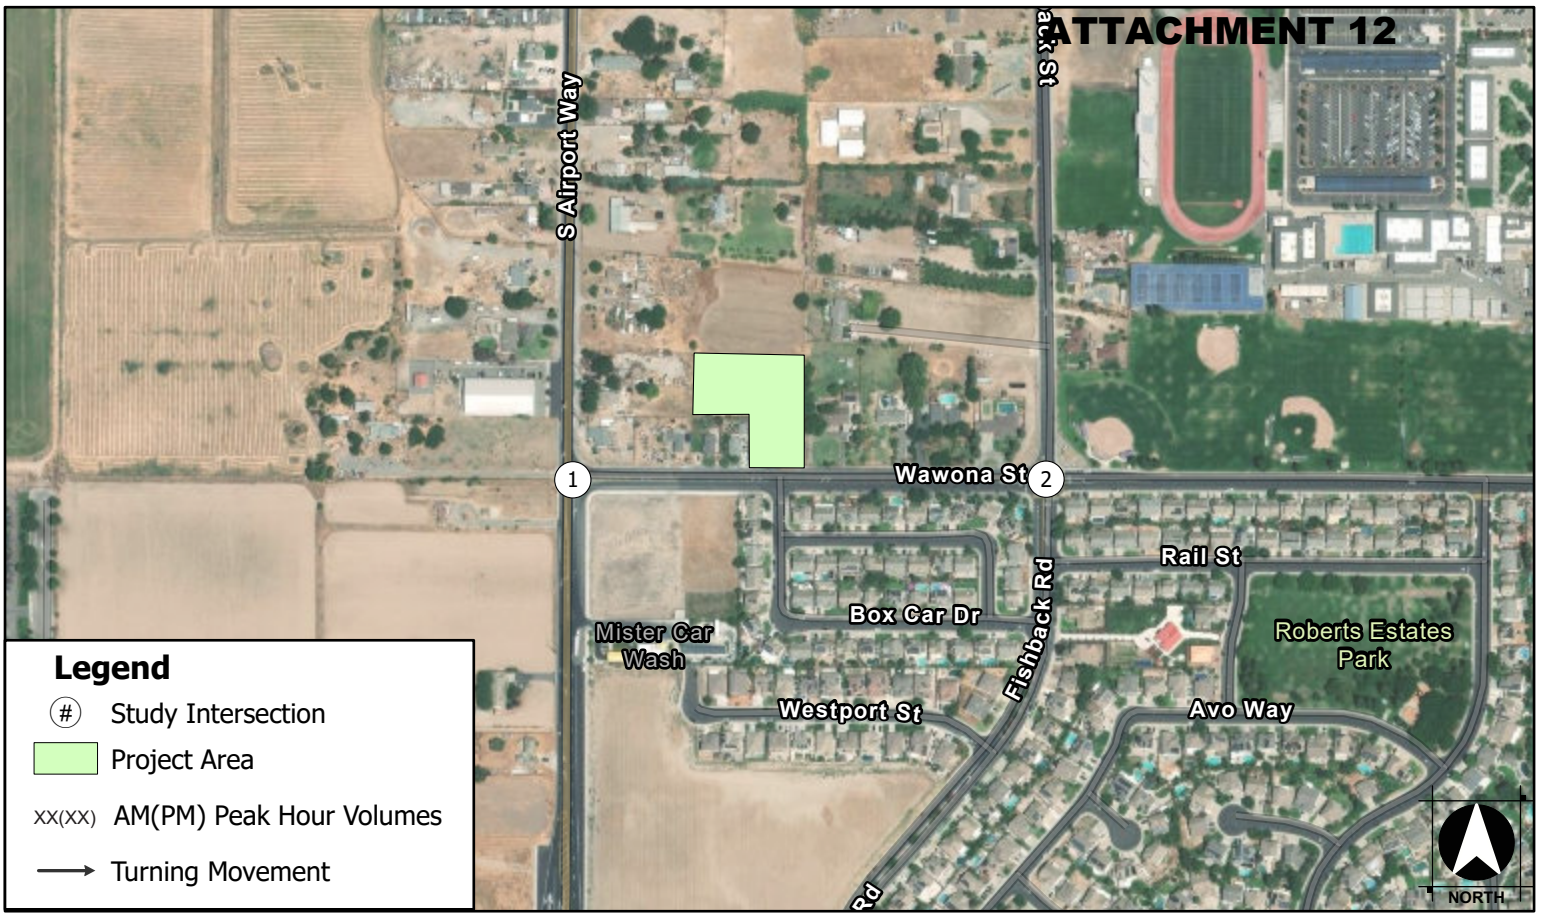 ATTACHMENT 12
ack St
S Airport Way
1
Wawona St
2
Rail St
Fishback Rd
Box Car Dr
Mister Car
Wash
Roberts Estates
Park
Westport St
Avo Way
Rd
Legend
# Study Intersection
Project Area
XX(XX) AM(PM) Peak Hour Volumes
Turning Movement
NORTH